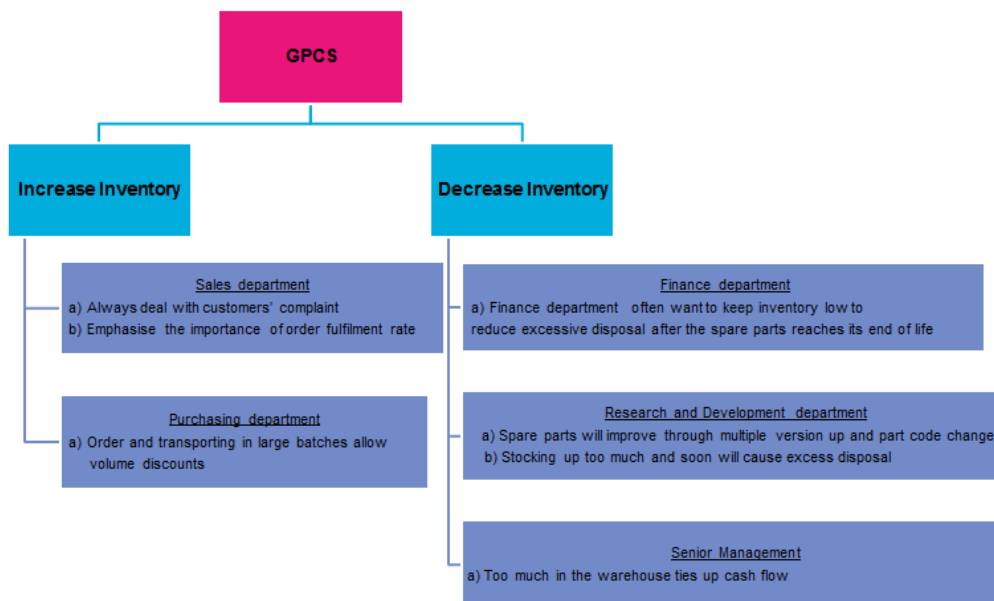 GPCS
Increase Inventory
Decrease Inventory
Sales department
a) Always deal with customers' complaint
b) Emphasise the importance of order fulfilment rate
Purchasing department
a) Order and transporting in large batches allow
volume discounts
Finance department
a) Finance department often want to keep inventory low to
reduce excessive disposal after the spare parts reaches its end of life
Research and Development department
a) Spare parts will improve through multiple version up and part code change
b) Stocking up too much and soon will cause excess disposal
Senior Management
a) Too much in the warehouse ties up cash flow